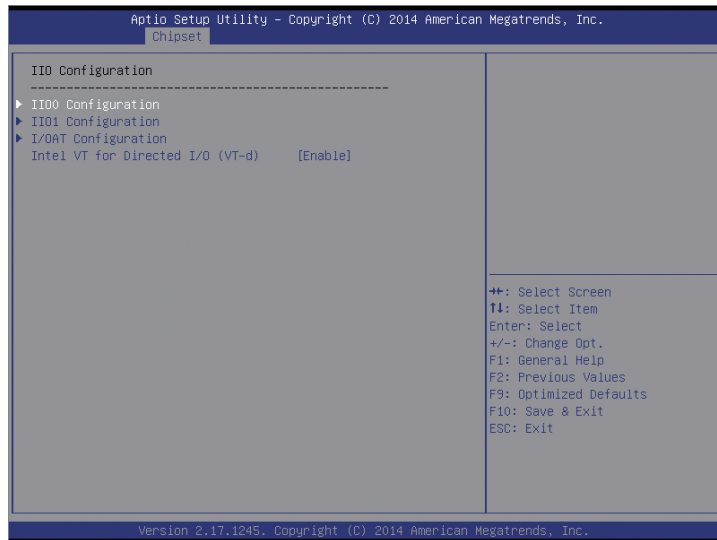 Aptio Setup Utility – Copyright (C) 2014 American Megatrends, Inc.
Chipset
IIO Configuration
--------------------------------------------------
IIO0 Configuration
IIO1 Configuration
I/OAT Configuration
Intel VT for Directed I/O (VT-d) [Enable]
→←: Select Screen
↑↓: Select Item
Enter: Select
+/-: Change Opt.
F1: General Help
F2: Previous Values
F9: Optimized Defaults
F10: Save & Exit
ESC: Exit
Version 2.17.1245. Copyright (C) 2014 American Megatrends, Inc.